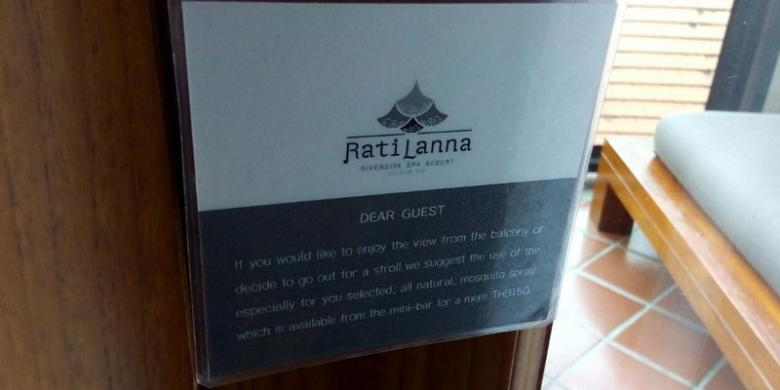 RatiLanna
RIVERSIDE SPA RESORT
CHIANG MAI
DEAR GUEST
If you would like to enjoy the view from the balcony or
decide to go out for a stroll we suggest the use of the
especially for you selected, all natural, mosquito spray
which is available from the mini-bar for a mere THB150.